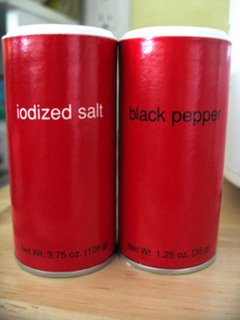 iodized salt
Net Wt. 3.75 oz. (106 g)
black pepper
Net Wt. 1.25 oz. (35 g)